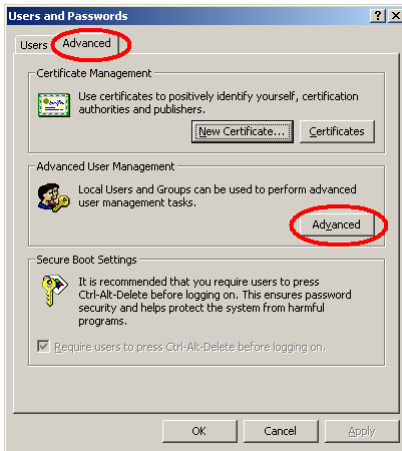 Users and Passwords
Users Advanced
Certificate Management
Use certificates to positively identify yourself, certification
authorities and publishers.
New Certificate... Certificates
Advanced User Management
Local Users and Groups can be used to perform advanced
user management tasks.
Advanced
Secure Boot Settings
It is recommended that you require users to press
Ctrl-Alt-Delete before logging on. This ensures password
security and helps protect the system from harmful
programs.
Require users to press Ctrl-Alt-Delete before logging on.
OK Cancel Apply